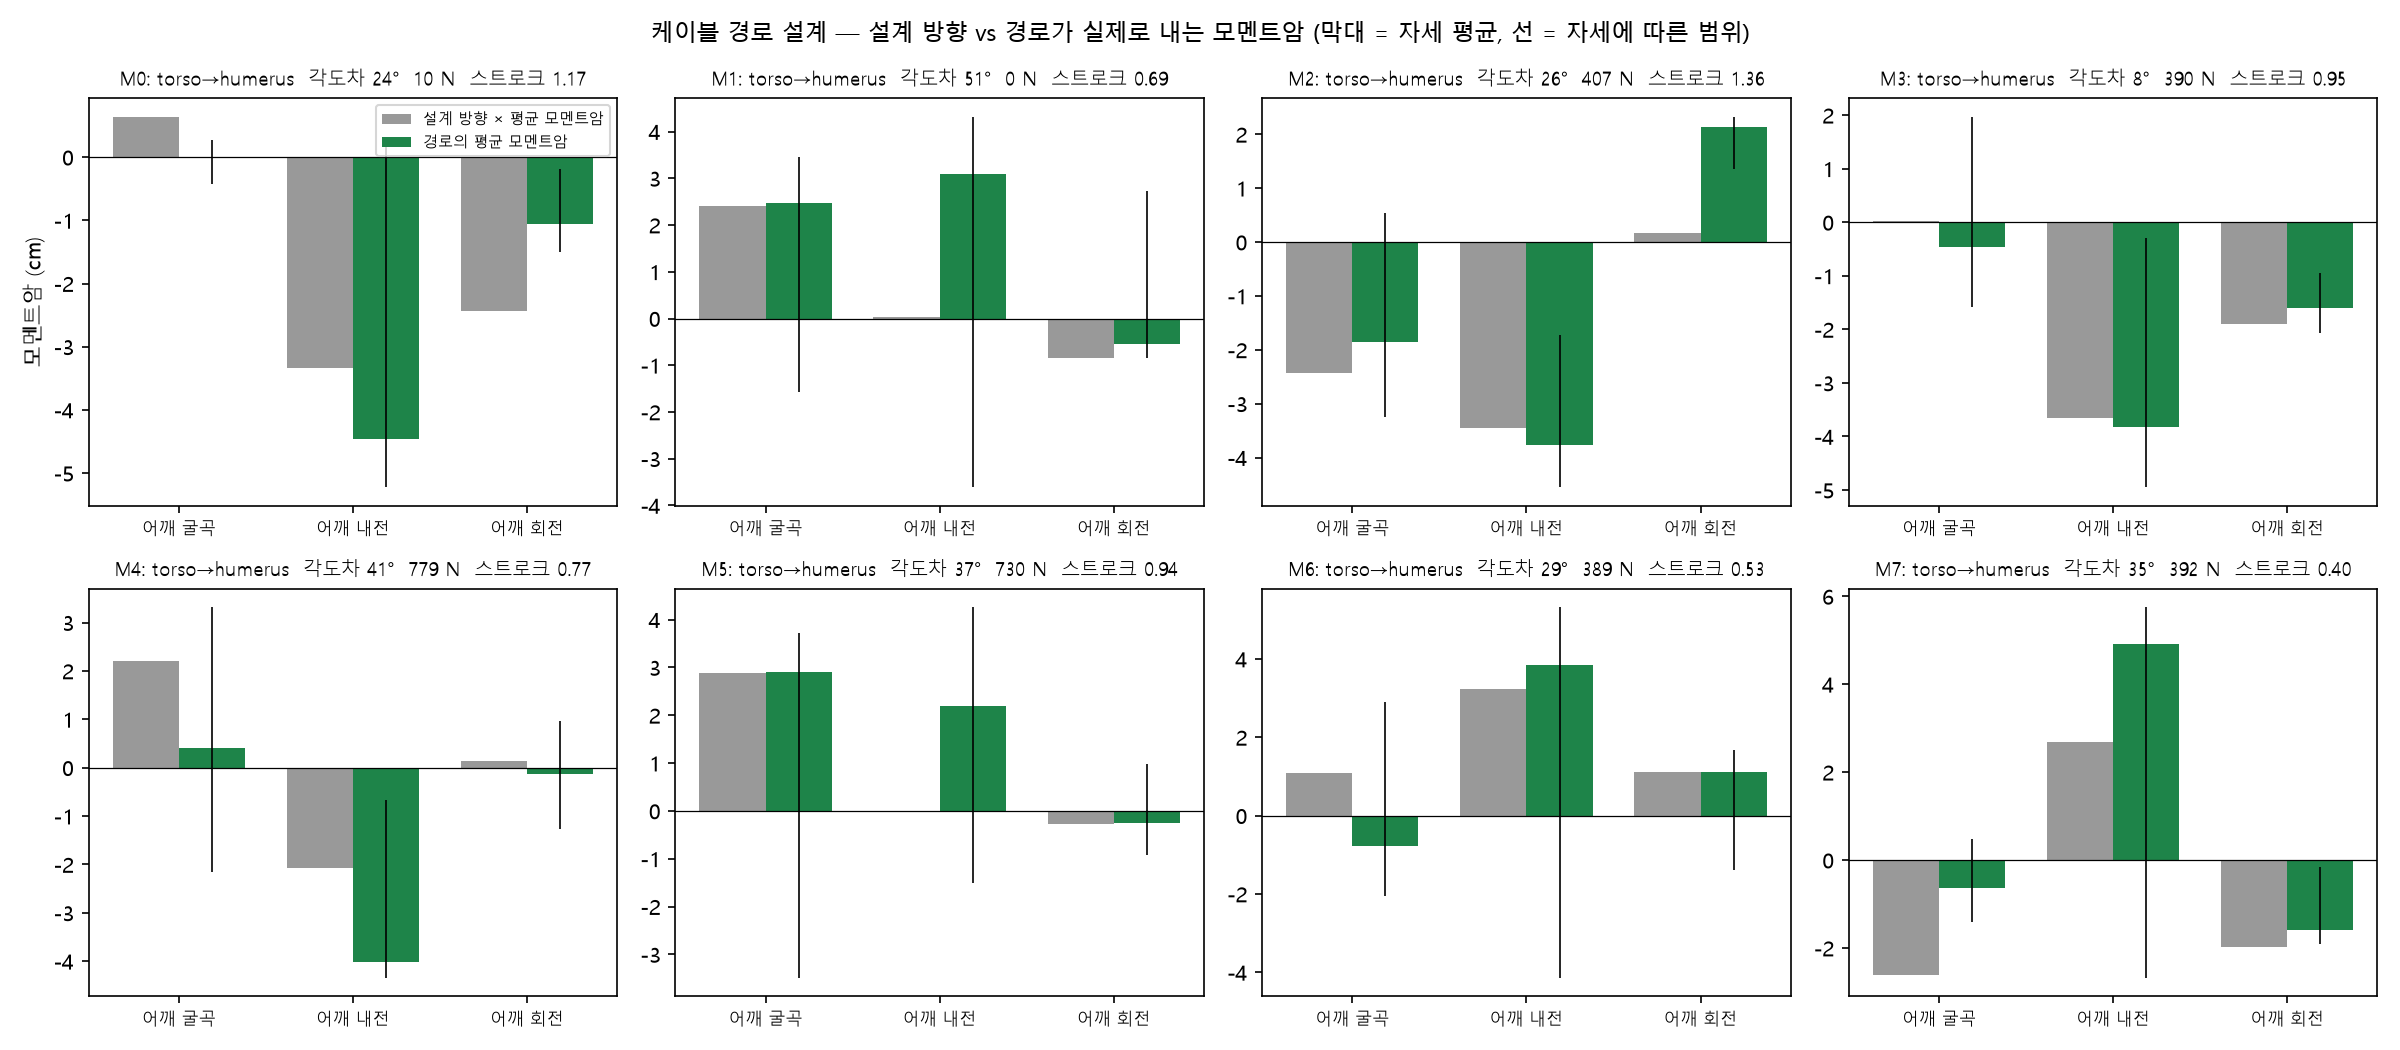 케이블 경로 설계 — 설계 방향 vs 경로가 실제로 내는 모멘트암 (막대 = 자세 평균, 선 = 자세에 따른 범위)
M0: torso→humerus 각도차 24° 10 N 스트로크 1.17
M1: torso→humerus 각도차 51° 0 N 스트로크 0.69
M2: torso→humerus 각도차 26° 407 N 스트로크 1.36
M3: torso→humerus 각도차 8° 390 N 스트로크 0.95
설계 방향 × 평균 모멘트암
경로의 평균 모멘트암
모멘트암 (cm)
0
-1
-2
-3
-4
-5
어깨 굴곡 어깨 내전 어깨 회전
4
3
2
1
0
-1
-2
-3
-4
어깨 굴곡 어깨 내전 어깨 회전
2
1
0
-1
-2
-3
-4
어깨 굴곡 어깨 내전 어깨 회전
2
1
0
-1
-2
-3
-4
-5
어깨 굴곡 어깨 내전 어깨 회전
M4: torso→humerus 각도차 41° 779 N 스트로크 0.77
M5: torso→humerus 각도차 37° 730 N 스트로크 0.94
M6: torso→humerus 각도차 29° 389 N 스트로크 0.53
M7: torso→humerus 각도차 35° 392 N 스트로크 0.40
3
2
1
0
-1
-2
-3
-4
어깨 굴곡 어깨 내전 어깨 회전
4
3
2
1
0
-1
-2
-3
어깨 굴곡 어깨 내전 어깨 회전
4
2
0
-2
-4
어깨 굴곡 어깨 내전 어깨 회전
6
4
2
0
-2
어깨 굴곡 어깨 내전 어깨 회전